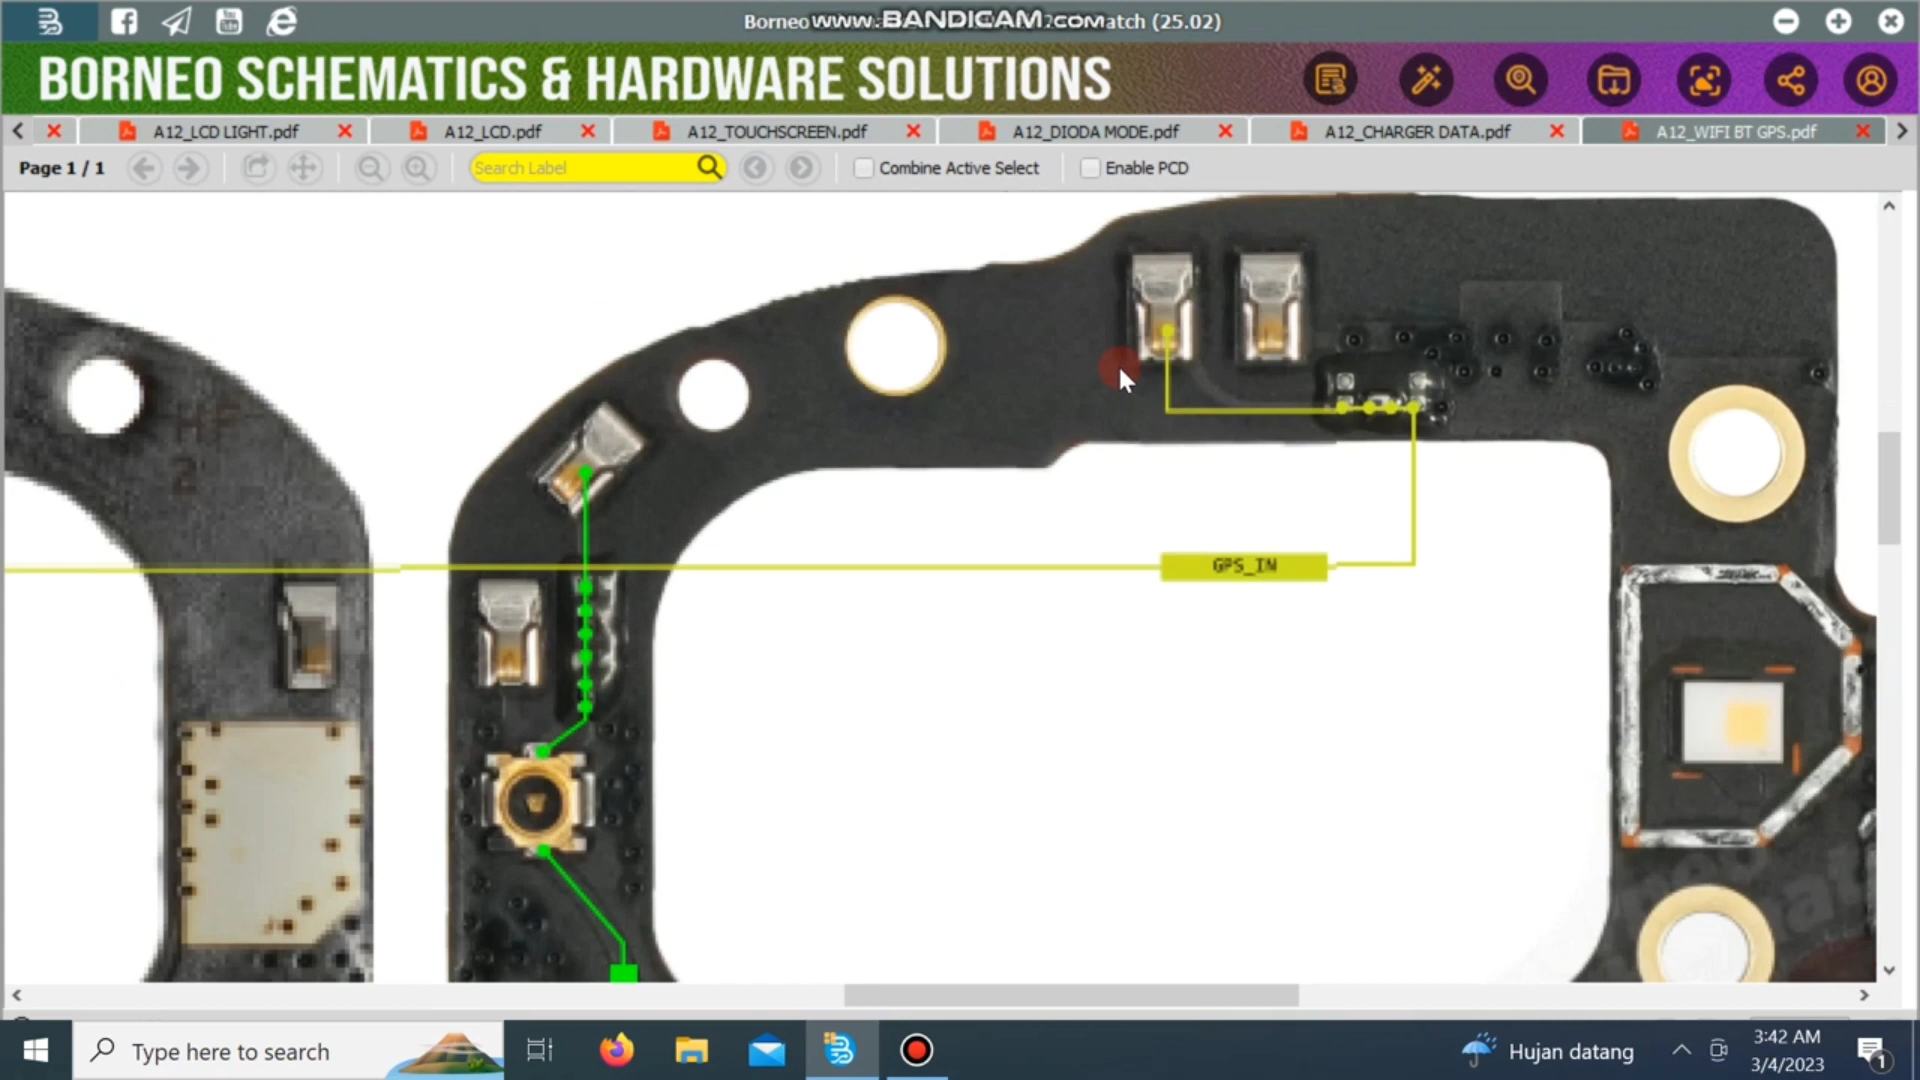 Borneo
www.BANDICAM.com
atch (25.02)
BORNEO SCHEMATICS & HARDWARE SOLUTIONS
A12_LCD LIGHT.pdf
A12_LCD.pdf
A12_TOUCHSCREEN.pdf
A12_DIODA MODE.pdf
A12_CHARGER DATA.pdf
A12_WIFI BT GPS.pdf
Page 1 / 1
Search Label
Combine Active Select
Enable PCD
GPS_IN
Type here to search
Hujan datang
3:42 AM
3/4/2023
1